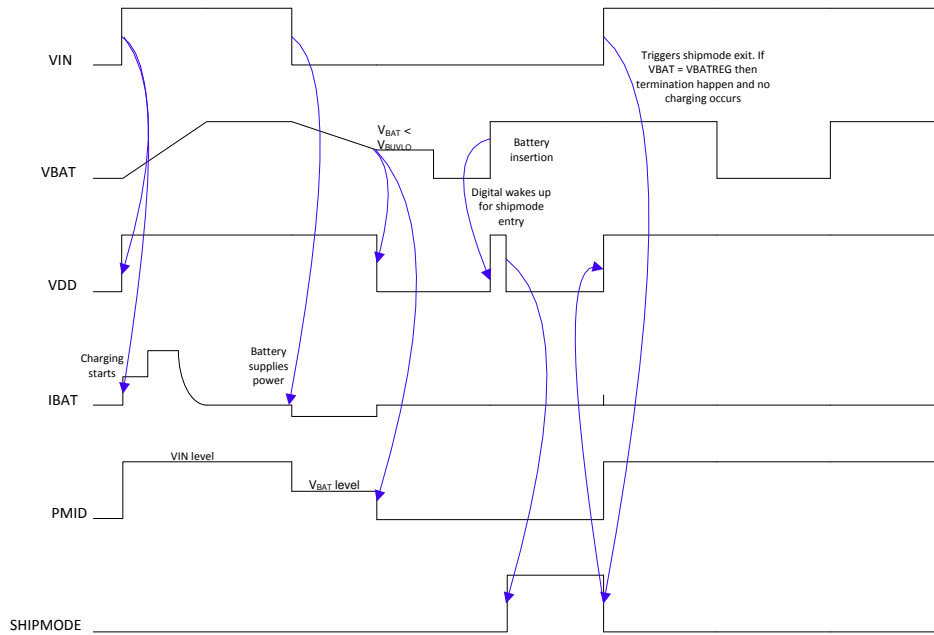 VIN
Triggers shipmode exit. If
VBAT = VBATREG then
termination happen and no
charging occurs
VBAT
VBAT <
VBUVLO
Battery
insertion
Digital wakes up
for shipmode
entry
VDD
Charging
starts
Battery
supplies
power
IBAT
VIN level
VBAT level
PMID
SHIPMODE